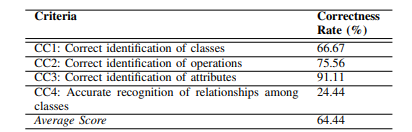 Criteria Correctness
Rate (%)
CC1: Correct identification of classes 66.67
CC2: Correct identification of operations 75.56
CC3: Correct identification of attributes 91.11
CC4: Accurate recognition of relationships among 24.44
classes
Average Score 64.44